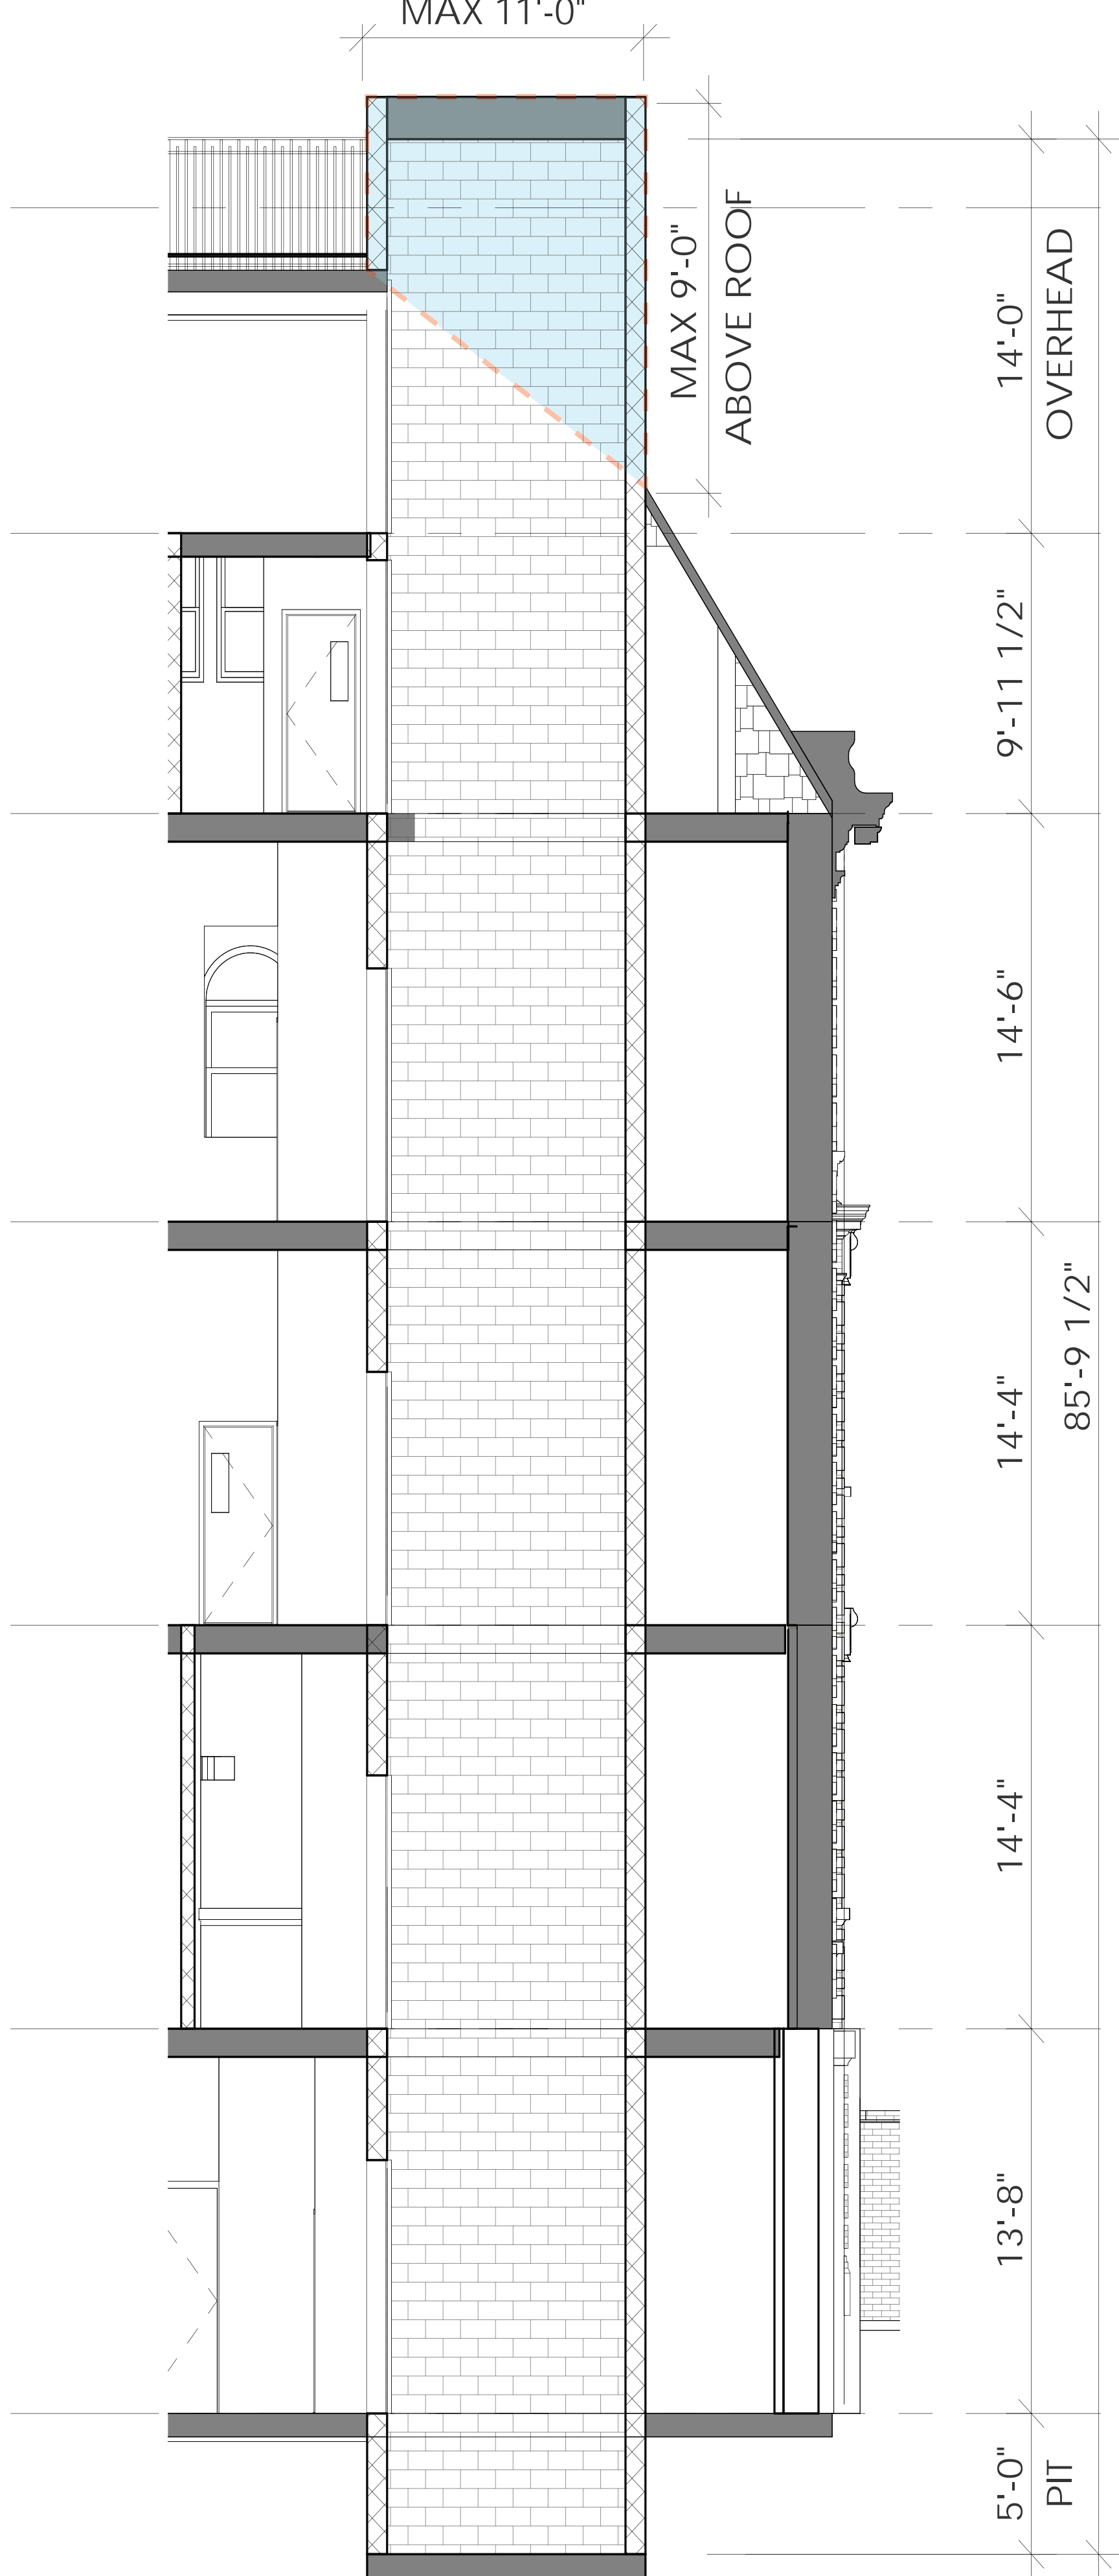 MAX 11'-0"
MAX 9'-0"
ABOVE ROOF
14'-0"
OVERHEAD
9'-11 1/2"
14'-6"
85'-9 1/2"
14'-4"
14'-4"
13'-8"
5'-0"
PIT